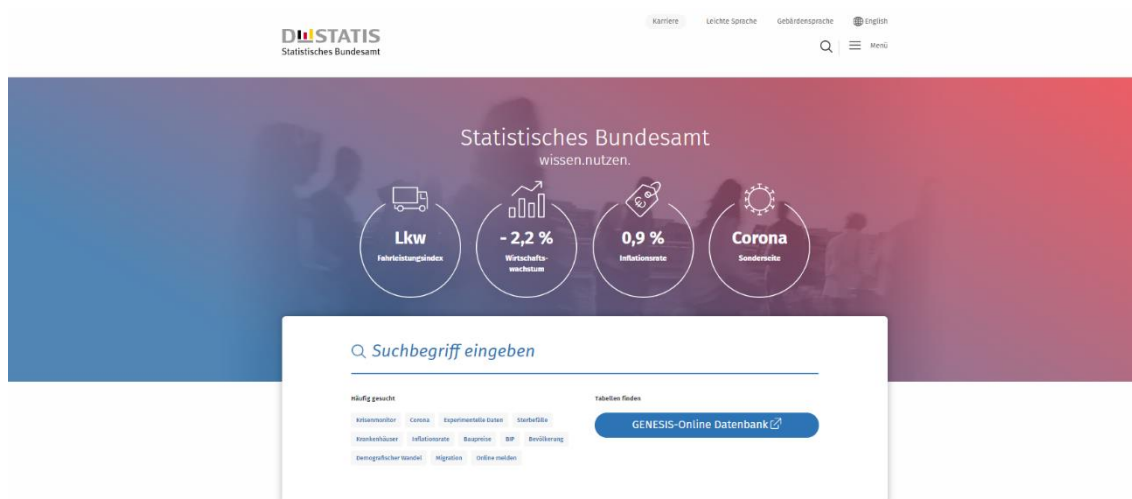 Karriere Leichte Sprache Gebärdensprache English
DESTATIS
Statistisches Bundesamt
Menü
Statistisches Bundesamt
wissen.nutzen.
Lkw
Fahrleistungsindex
- 2,2 %
Wirtschafts-
wachstum
0,9 %
Inflationsrate
Corona
Sonderseite
Suchbegriff eingeben
Häufig gesucht
Krisenmonitor Corona Experimentelle Daten Sterbefälle
Krankenhäuser Inflationsrate Baupreise BIP Bevölkerung
Demografischer Wandel Migration Online melden
Tabellen finden
GENESIS-Online Datenbank